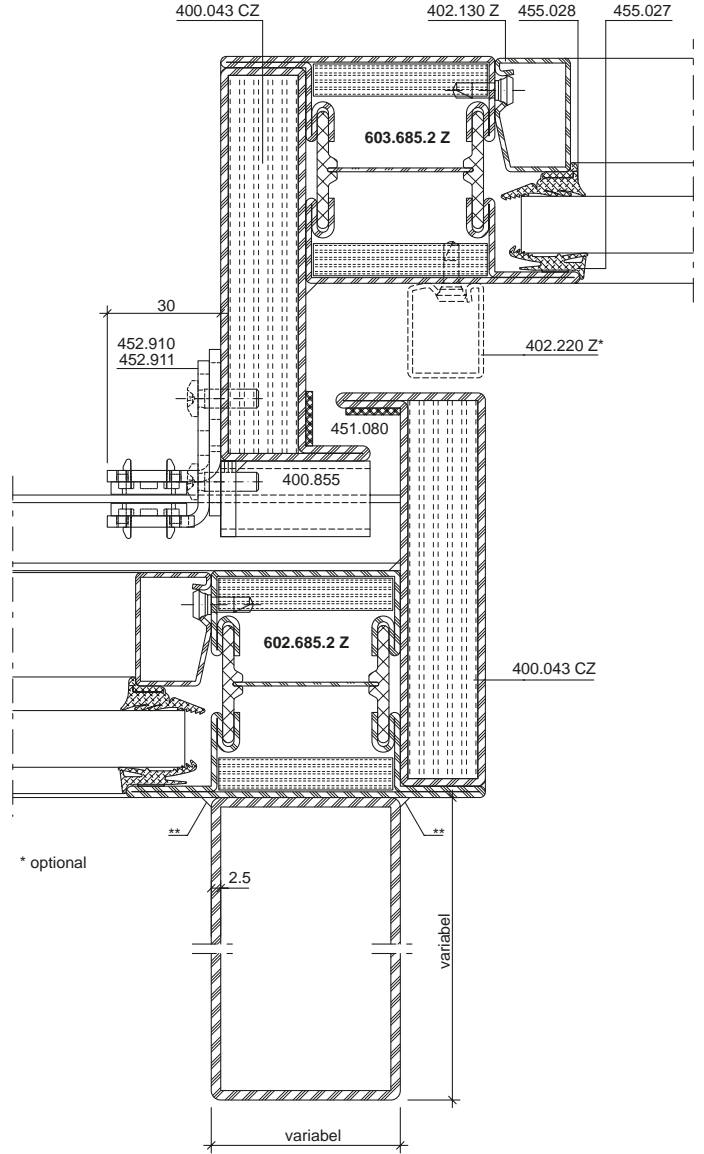 400.043 CZ
402.130 Z
455.028
455.027
603.685.2 Z
30
452.910
452.911
402.220 Z*
451.080
400.855
602.685.2 Z
400.043 CZ
**
**
* optional
2.5
variabel
variabel